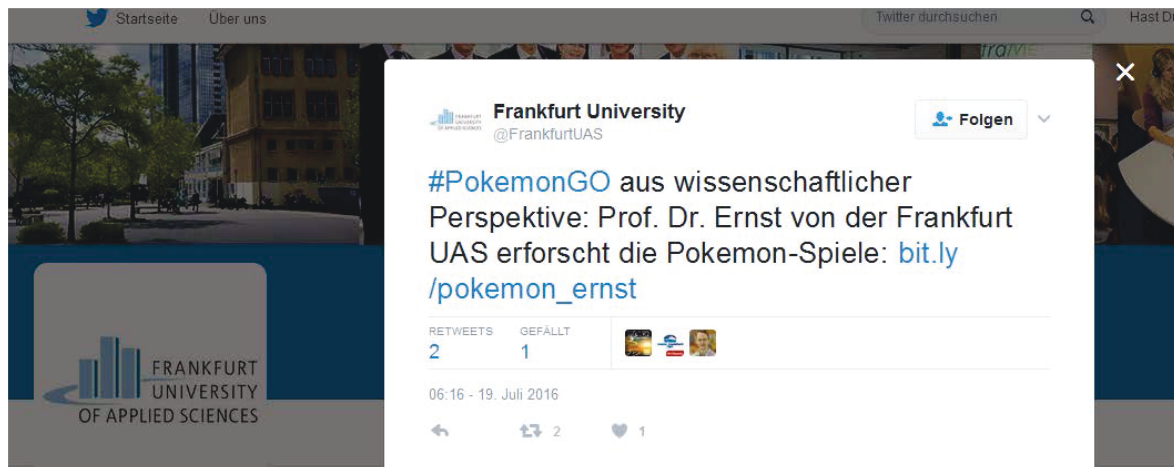 Startseite Über uns
Twitter durchsuchen
Hast D
fraMe
Frankfurt University
@FrankfurtUAS
Folgen
#PokemonGO aus wissenschaftlicher
Perspektive: Prof. Dr. Ernst von der Frankfurt
UAS erforscht die Pokemon-Spiele: bit.ly
/pokemon_ernst
RETWEETS GEFÄLLT
2 1
06:16 - 19. Juli 2016
2 1
FRANKFURT
UNIVERSITY
OF APPLIED SCIENCES